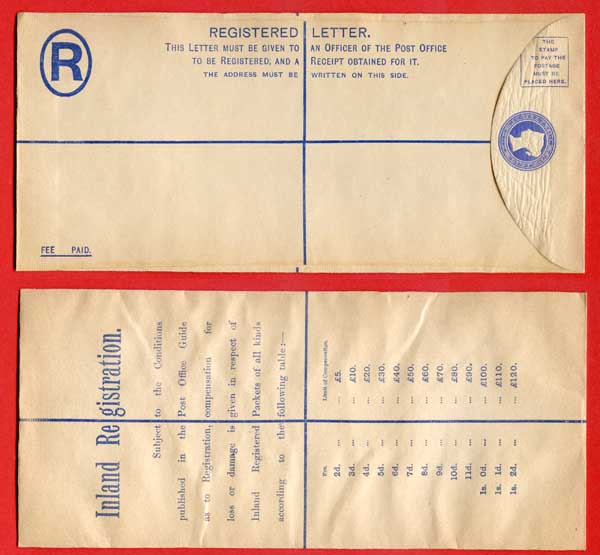 R
REGISTERED LETTER.
THIS LETTER MUST BE GIVEN TO AN OFFICER OF THE POST OFFICE
TO BE REGISTERED, AND A RECEIPT OBTAINED FOR IT.
THE ADDRESS MUST BE WRITTEN ON THIS SIDE.
THE
STAMP
TO PAY THE
POSTAGE
MUST BE
PLACED HERE.
FEE PAID.
Inland Registration.
Subject to the Conditions
published in the Post Office Guide
as to Registration, compensation for
loss or damage is given in respect of
Inland Registered Packets of all kinds
according to the following table:—
Fee. Limit of Compensation.
2d. ... ... £5.
3d. ... ... £10.
4d. ... ... £20.
5d. ... ... £30.
6d. ... ... £40.
7d. ... ... £50.
8d. ... ... £60.
9d. ... ... £70.
10d. ... ... £80.
11d. ... ... £90.
1s. 0d. ... ... £100.
1s. 1d. ... ... £110.
1s. 2d. ... ... £120.